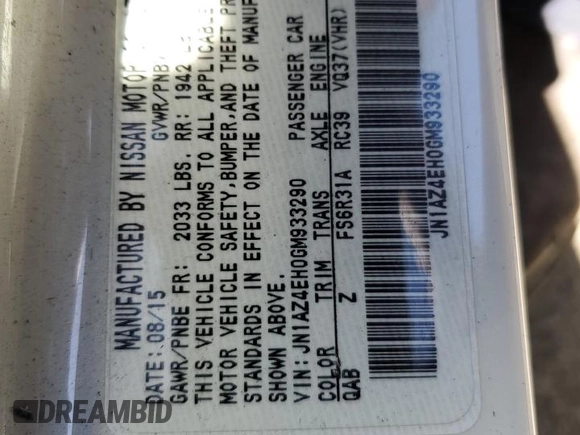 MANUFACTURED BY NISSAN MOTOR
DATE: 08/15 GVWR/PNBV
GAWR/PNBE FR: 2033 LBS. RR: 1942
THIS VEHICLE CONFORMS TO ALL APPLICABLE
MOTOR VEHICLE SAFETY, BUMPER, AND THEFT
STANDARDS IN EFFECT ON THE DATE OF
SHOWN ABOVE.
VIN: JN1AZ4EH0GM933290 PASSENGER CAR
COLOR TRIM TRANS AXLE ENGINE
QAB Z FS6R31A RC39 VQ37(VHR)
JN1AZ4EH0GM933290
DREAMBID